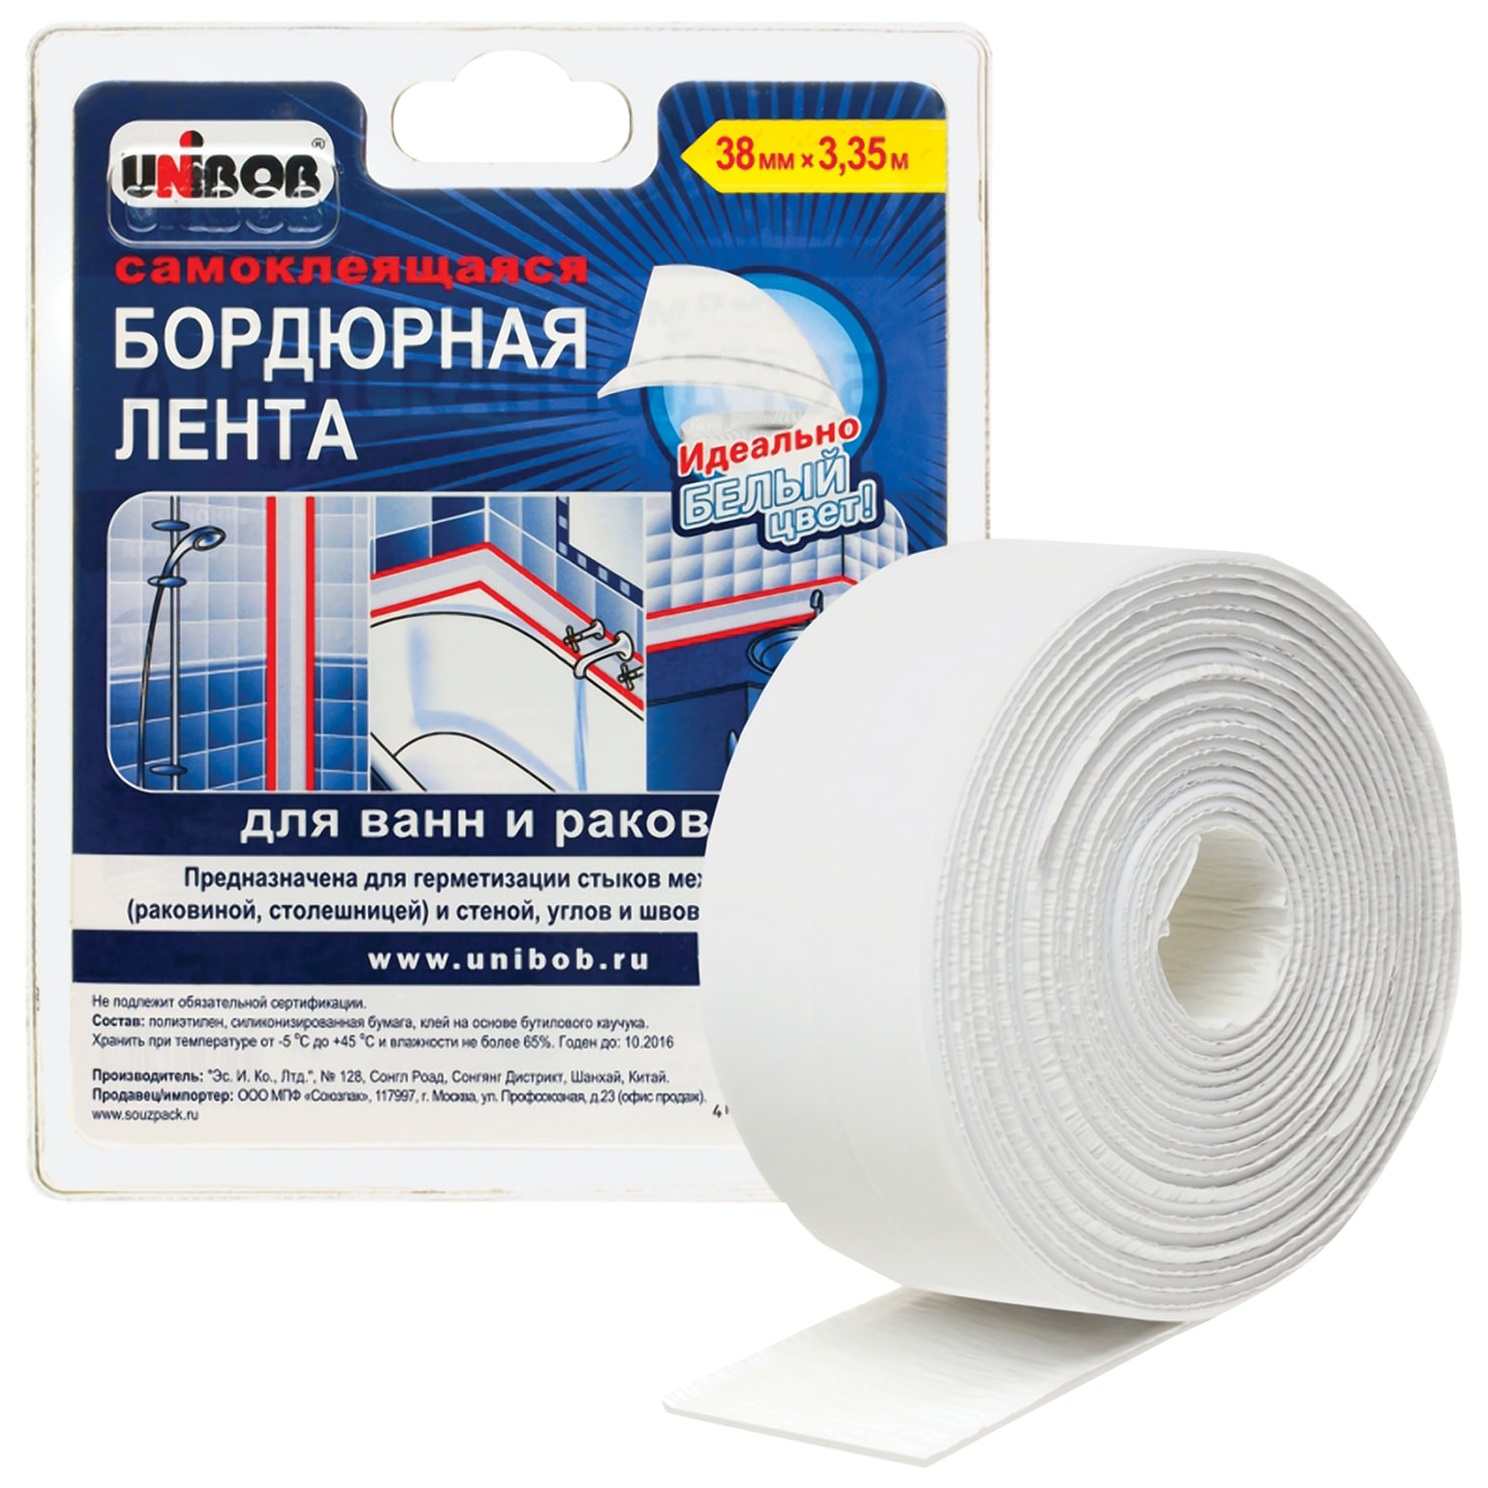 UNIBOB®
38 мм × 3,35 м
самоклеящаяся
БОРДЮРНАЯ
ЛЕНТА
Идеально
БЕЛЫЙ
цвет!
для ванн и раков
Предназначена для герметизации стыков ме
(раковиной, столешницей) и стеной, углов и швов
www.unibob.ru
Не подлежит обязательной сертификации.
Состав: полиэтилен, силиконизированная бумага, клей на основе бутилового каучука.
Хранить при температуре от -5 °С до +45 °С и влажности не более 65%. Годен до: 10.2016
Производитель: "Эс. И. Ко., Лтд.", № 128, Сонгл Роад, Сонгянг Дистрикт, Шанхай, Китай.
Продавец/импортер: ООО МПФ «Союзпак», 117997, г. Москва, ул. Профсоюзная, д.23 (офис продаж).
www.souzpack.ru
4